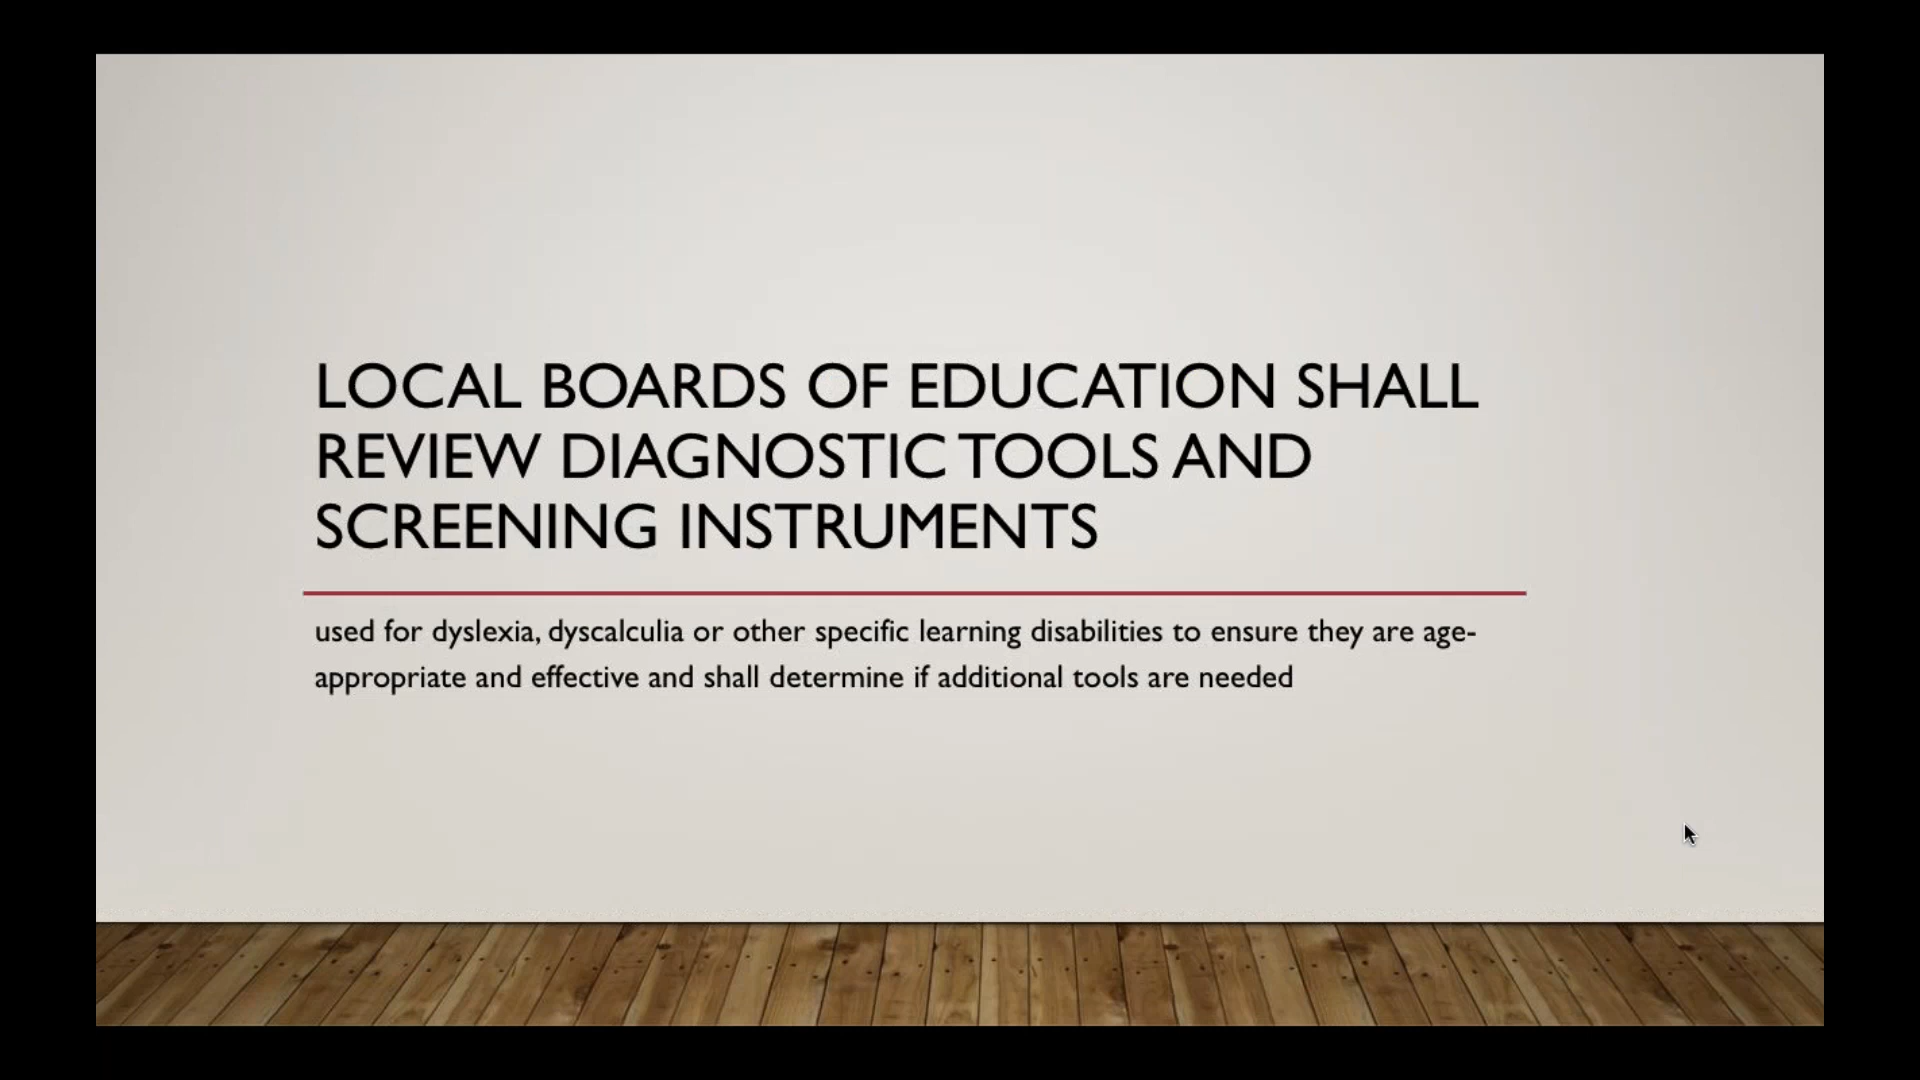 LOCAL BOARDS OF EDUCATION SHALL
REVIEW DIAGNOSTIC TOOLS AND
SCREENING INSTRUMENTS
used for dyslexia, dyscalculia or other specific learning disabilities to ensure they are age-
appropriate and effective and shall determine if additional tools are needed